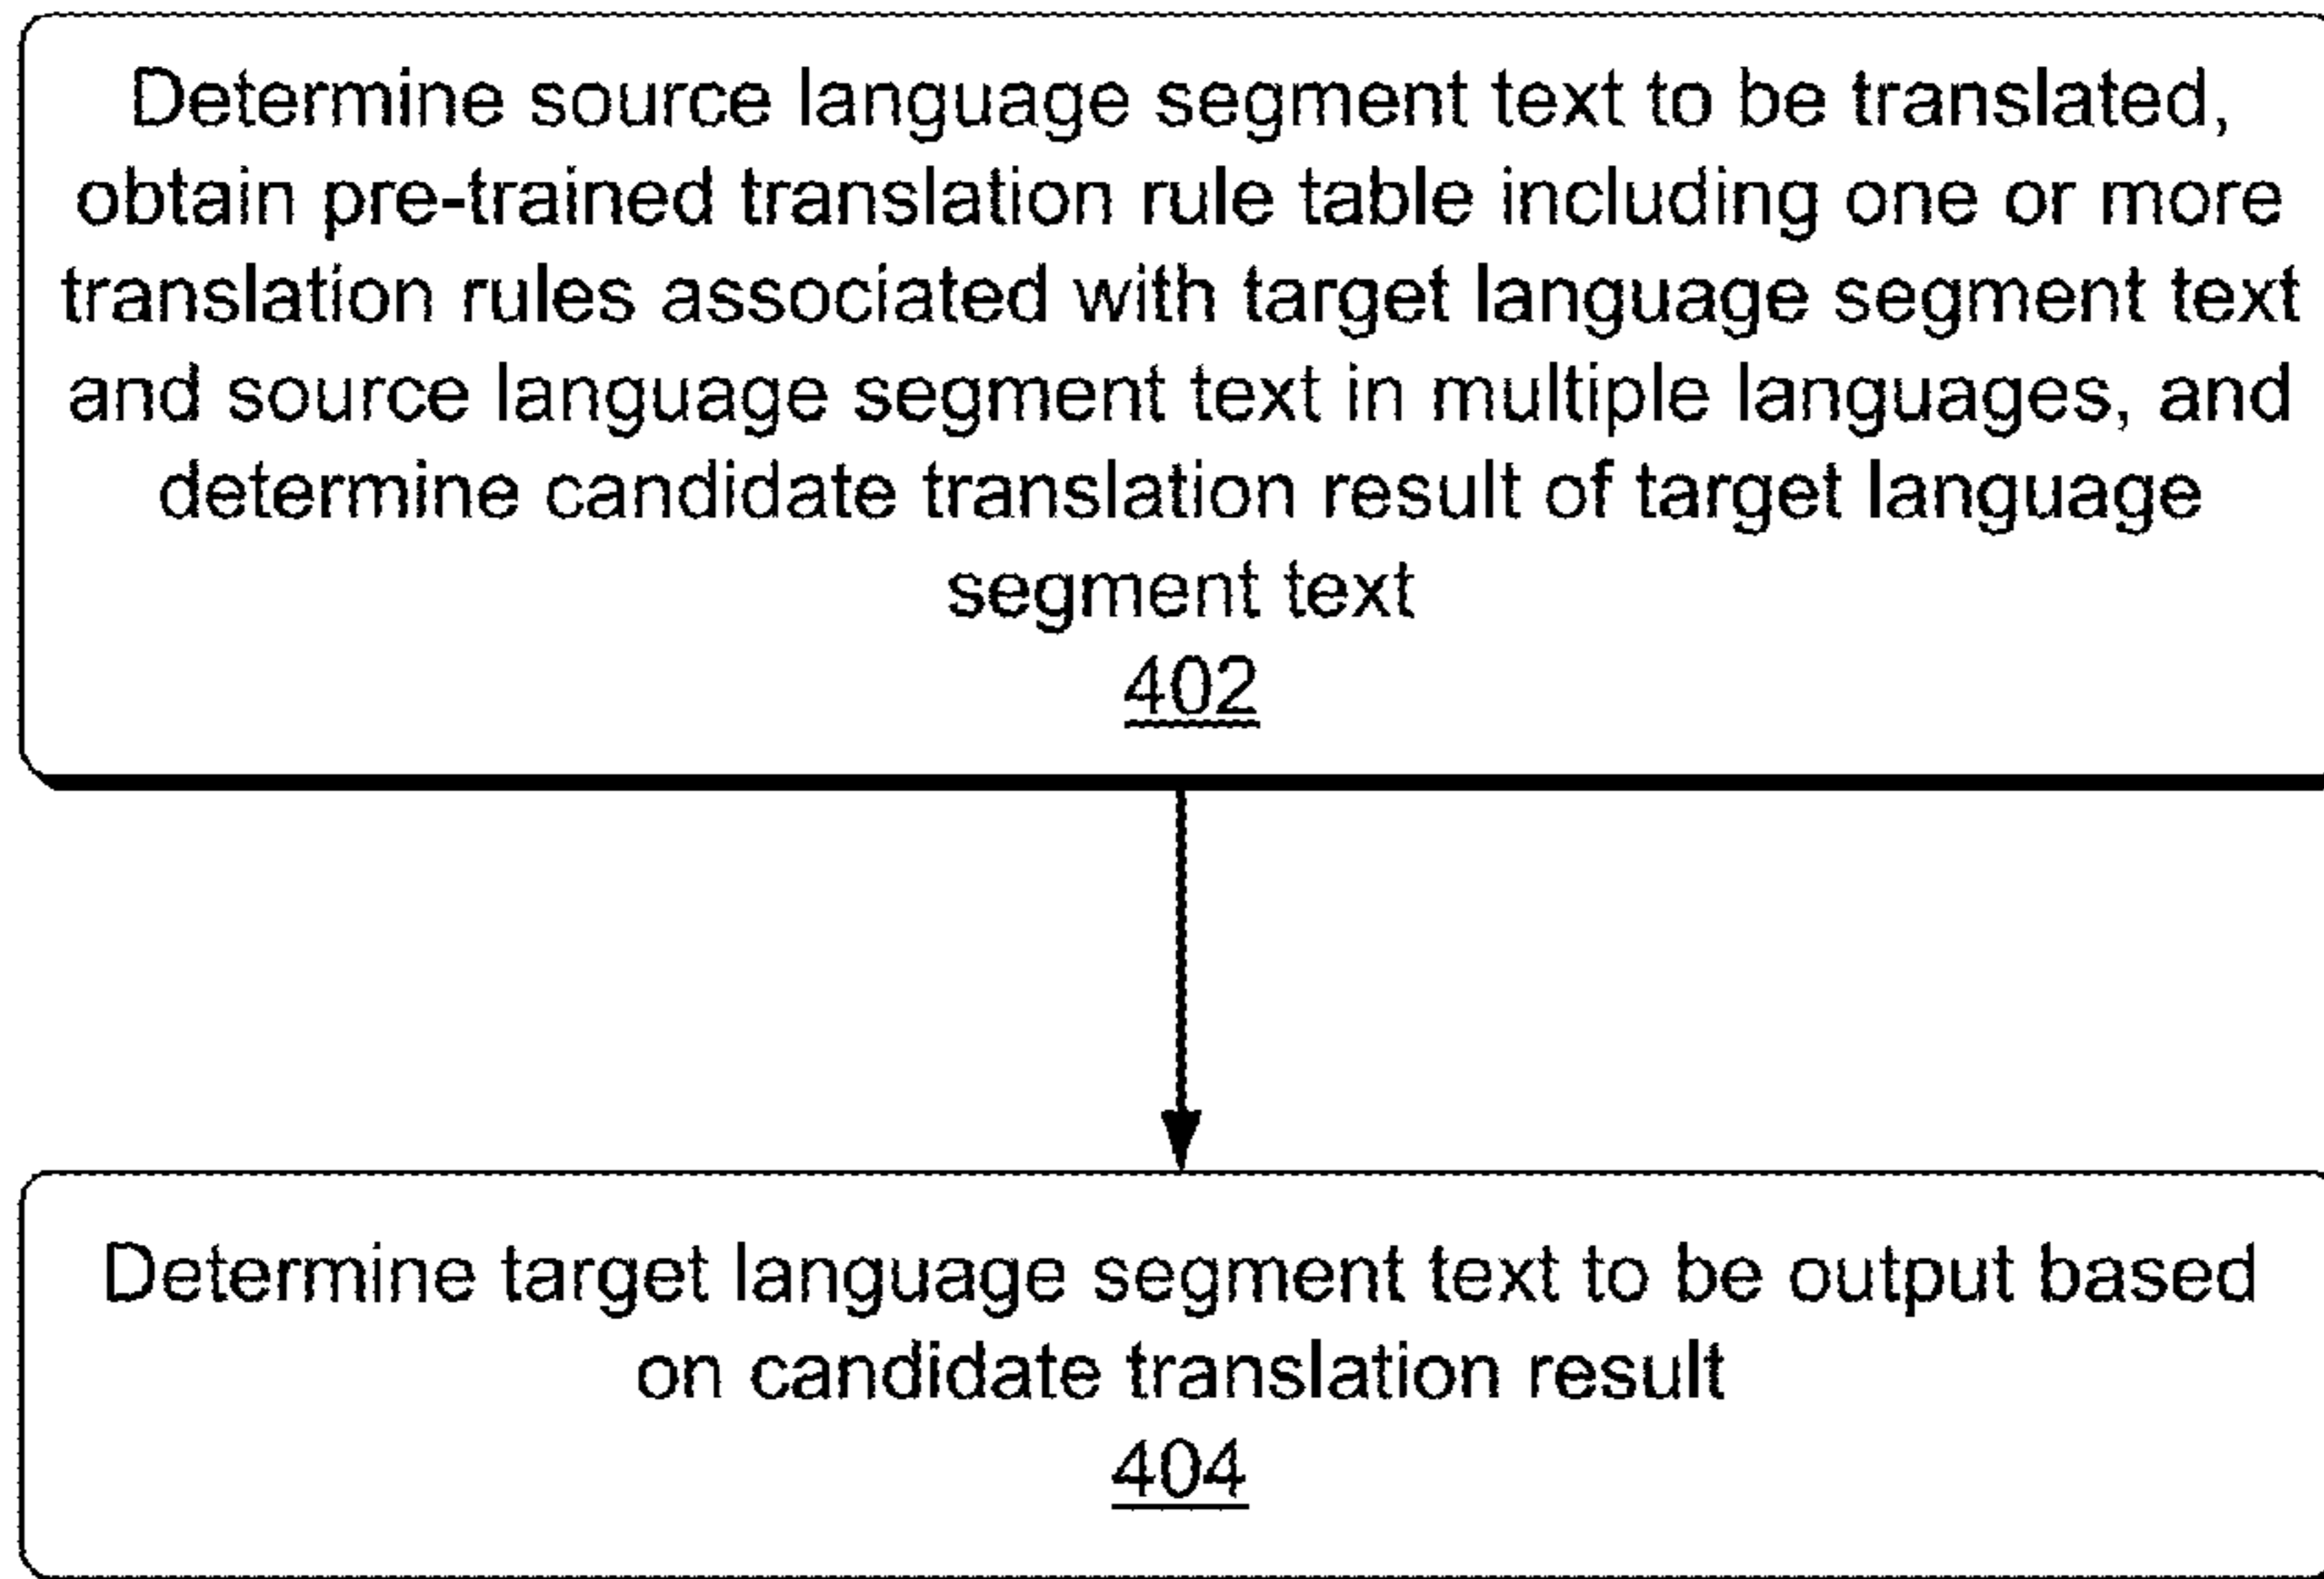 Determine source language segment text to be translated,
obtain pre-trained translation rule table including one or more
translation rules associated with target language segment text
and source language segment text in multiple languages, and
determine candidate translation result of target language
segment text
402
Determine target language segment text to be output based
on candidate translation result
404